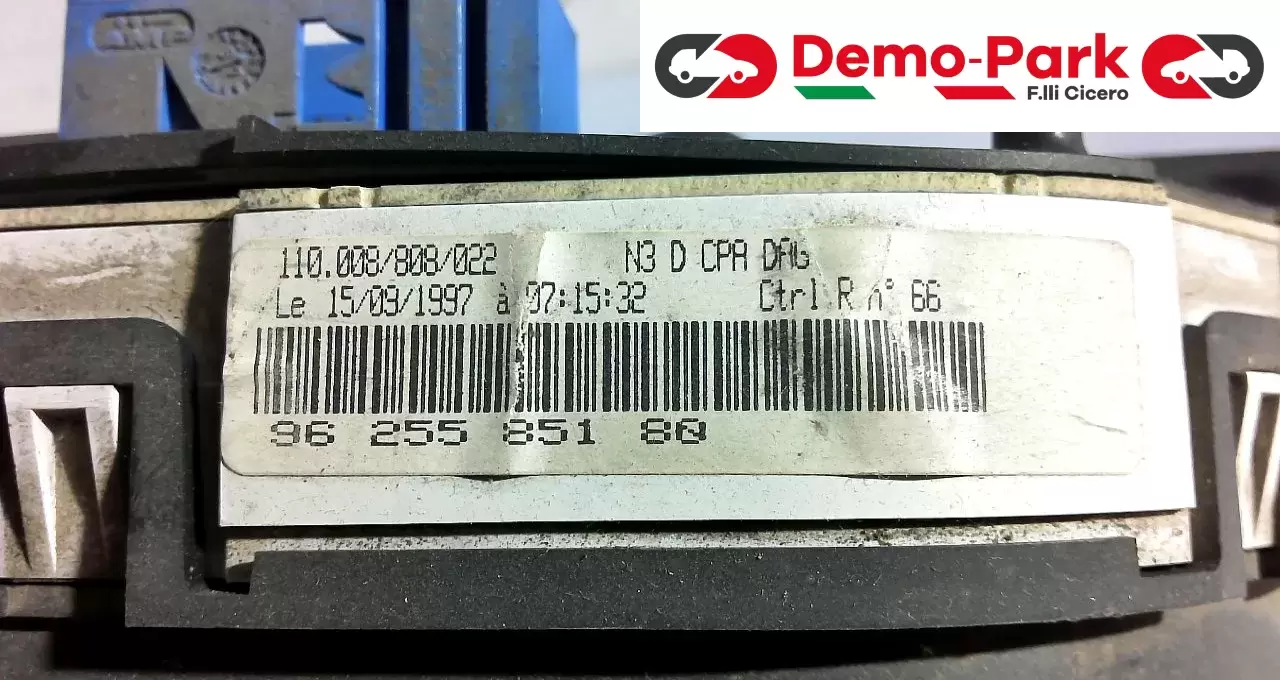 AMP
Demo-Park
F.lli Cicero
110.008/808/022 N3 D CPA DAG
Le 15/09/1997 à 07:15:32 Ctrl R n° 66
96 255 851 80